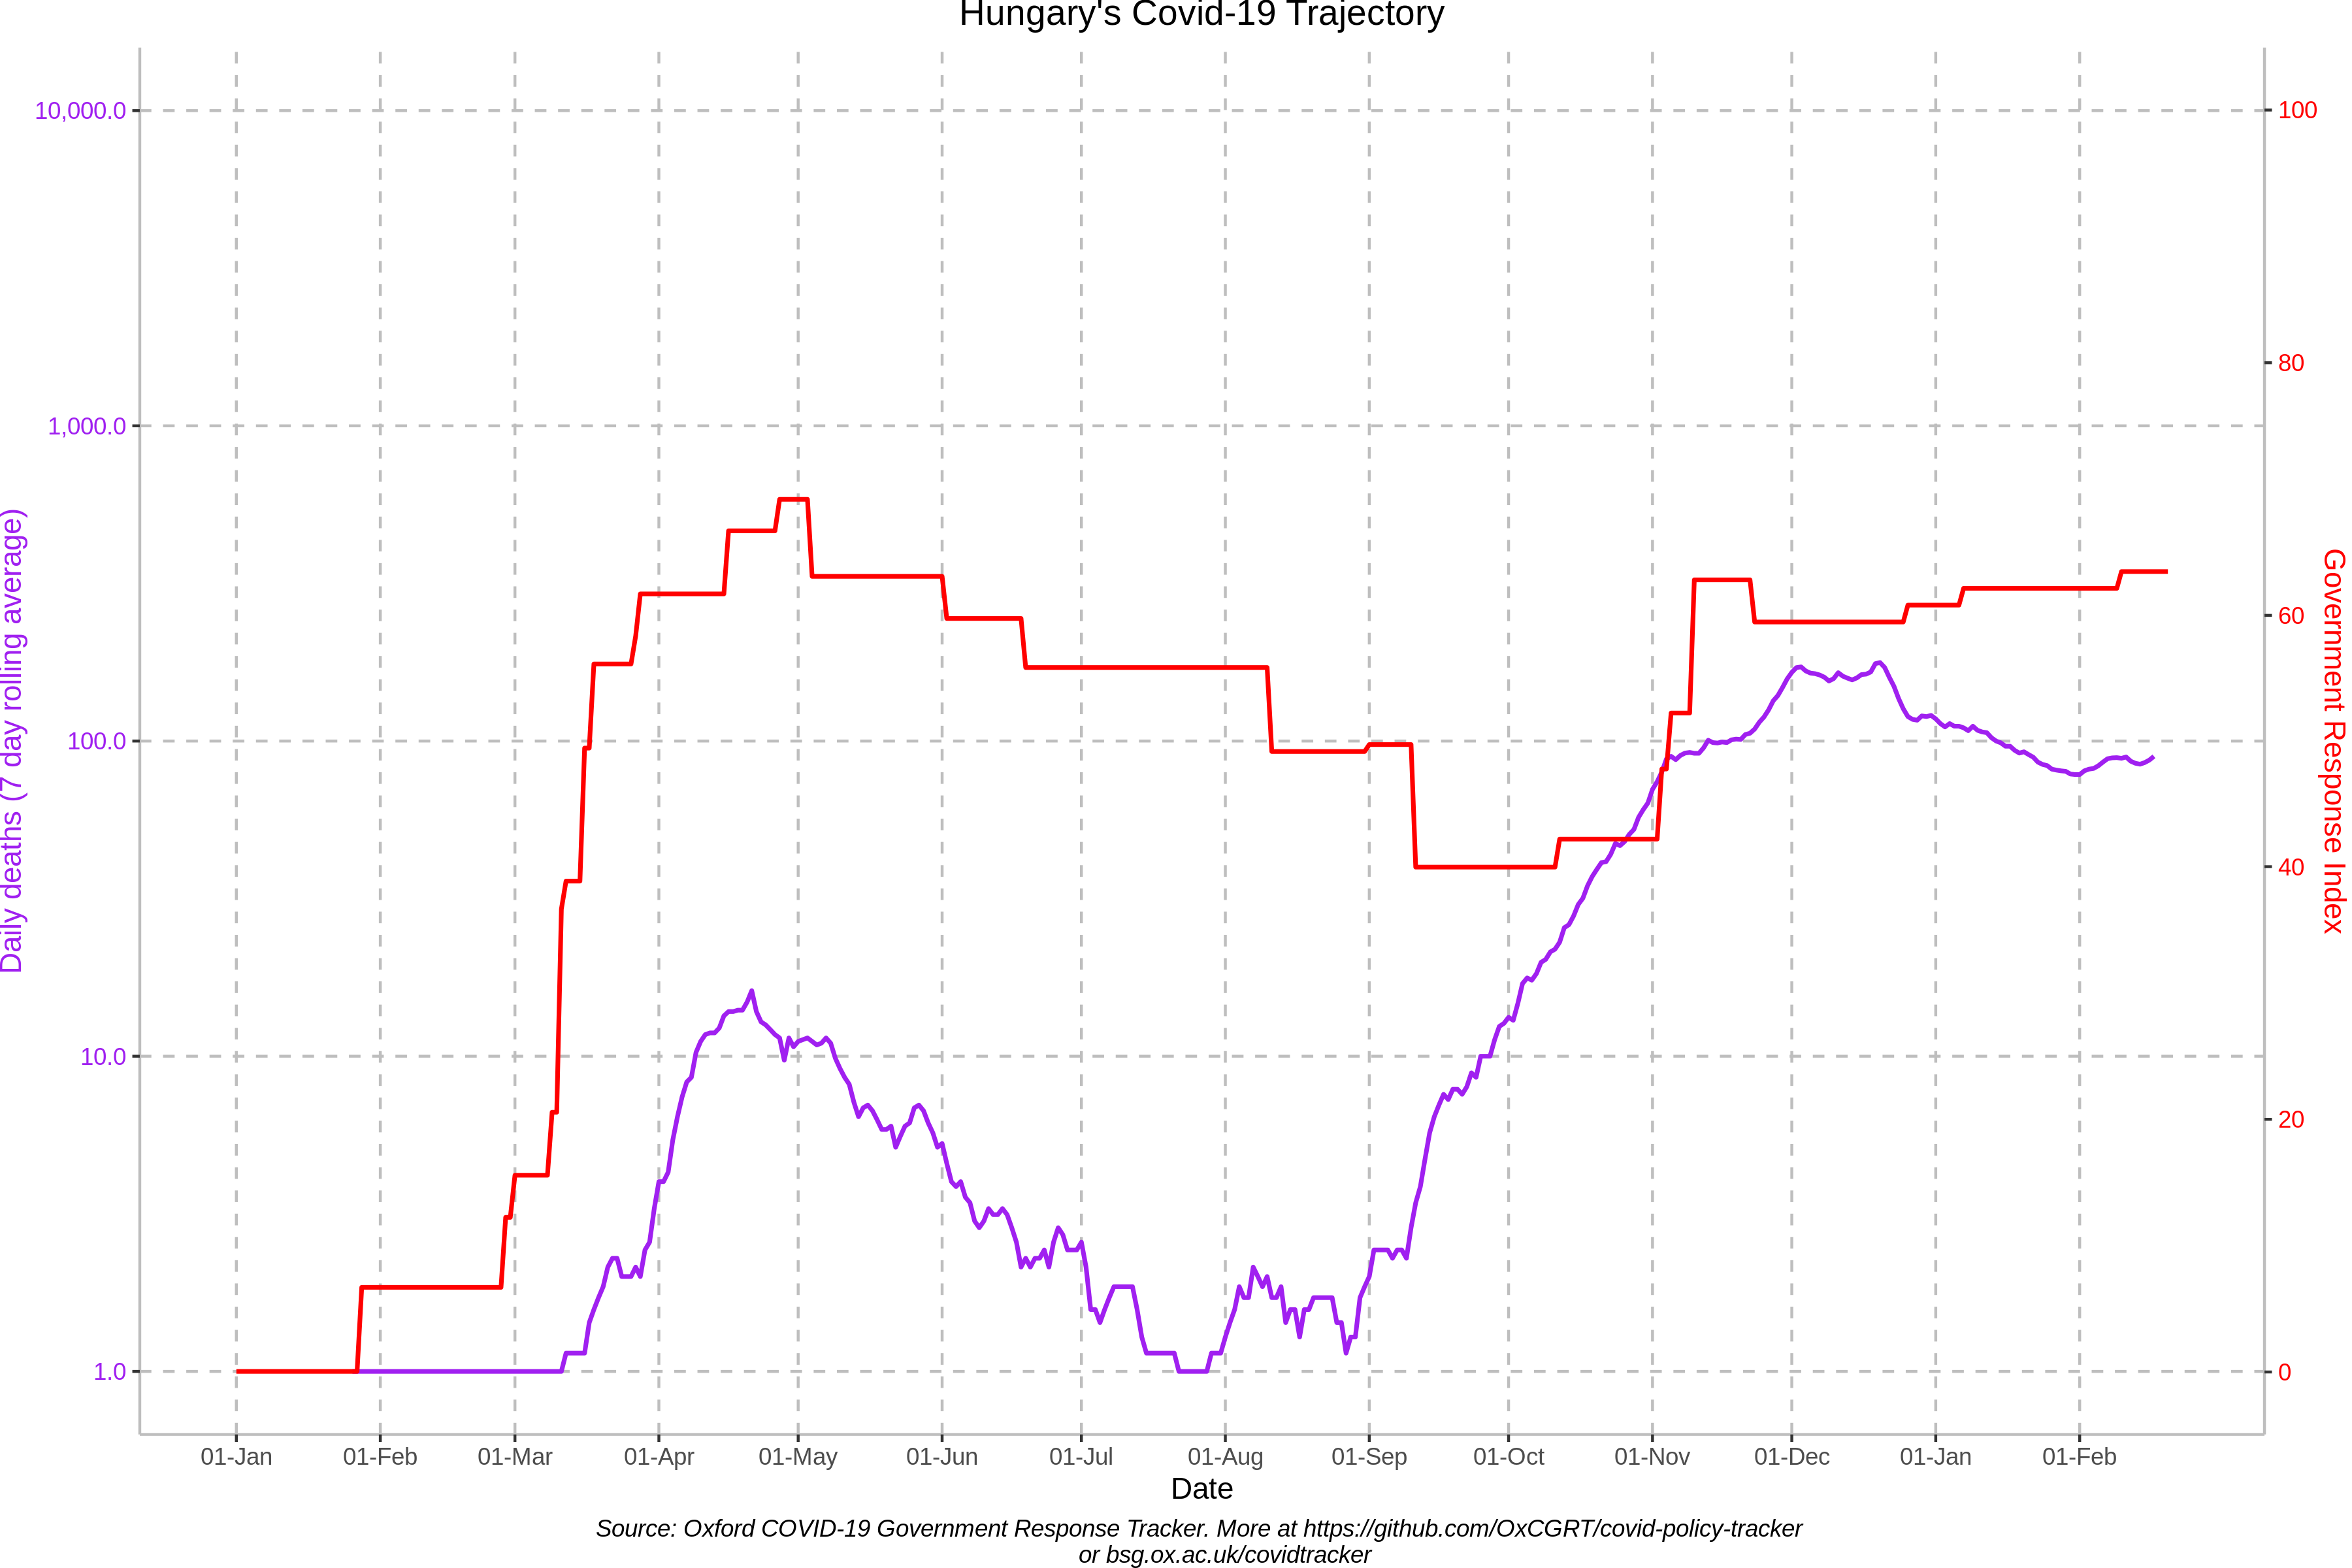 Hungary's Covid-19 Trajectory
10,000.0
1,000.0
100.0
10.0
1.0
Daily deaths (7 day rolling average)
100
80
60
40
20
0
Government Response Index
01-Jan 01-Feb 01-Mar 01-Apr 01-May 01-Jun 01-Jul 01-Aug 01-Sep 01-Oct 01-Nov 01-Dec 01-Jan 01-Feb
Date
Source: Oxford COVID-19 Government Response Tracker. More at https://github.com/OxCGRT/covid-policy-tracker
or bsg.ox.ac.uk/covidtracker